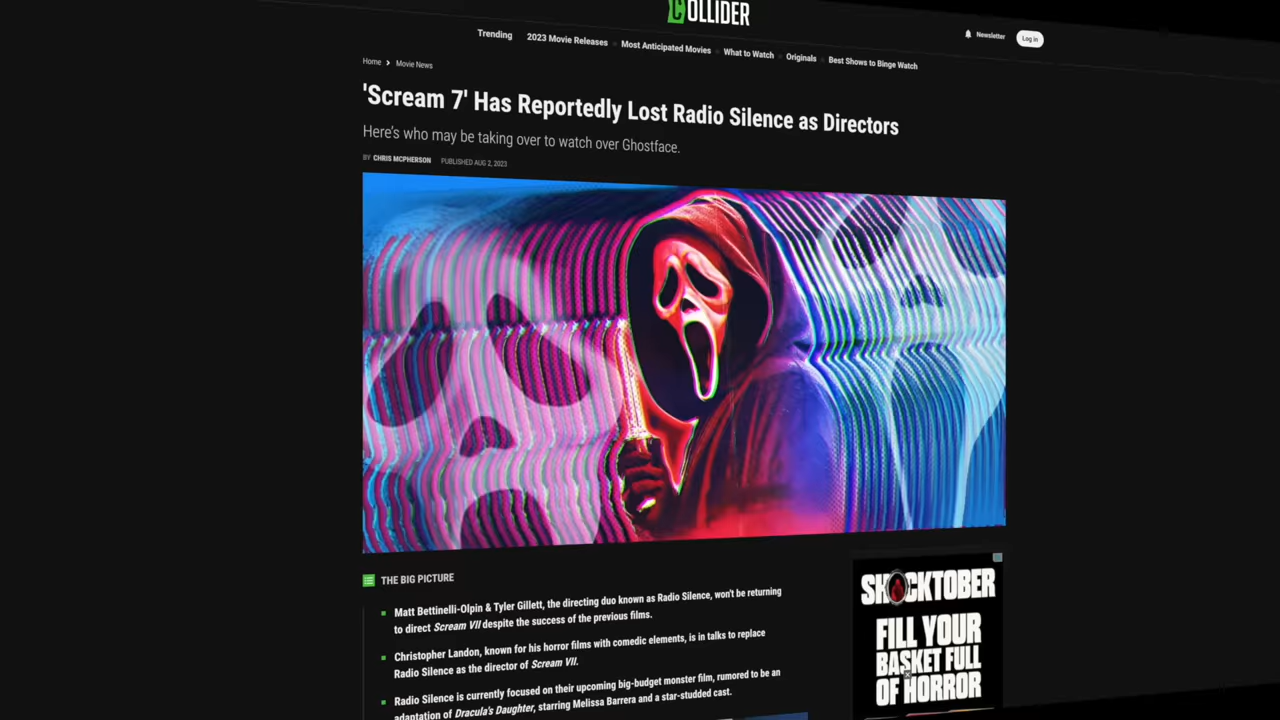 COLLIDER
Trending
2023 Movie Releases
Most Anticipated Movies
What to Watch
Originals
Best Shows to Binge Watch
Newsletter
Log in
Home > Movie News
'Scream 7' Has Reportedly Lost Radio Silence as Directors
Here's who may be taking over to watch over Ghostface.
BY CHRIS MCPHERSON PUBLISHED AUG 2, 2023
THE BIG PICTURE
Matt Bettinelli-Olpin & Tyler Gillett, the directing duo known as Radio Silence, won't be returning
to direct Scream VII despite the success of the previous films.
Christopher Landon, known for his horror films with comedic elements, is in talks to replace
Radio Silence as the director of Scream VII.
Radio Silence is currently focused on their upcoming big-budget monster film, rumored to be an
adaptation of Dracula's Daughter, starring Melissa Barrera and a star-studded cast.
SHOCKTOBER
FILL YOUR
BASKET FULL
OF HORROR